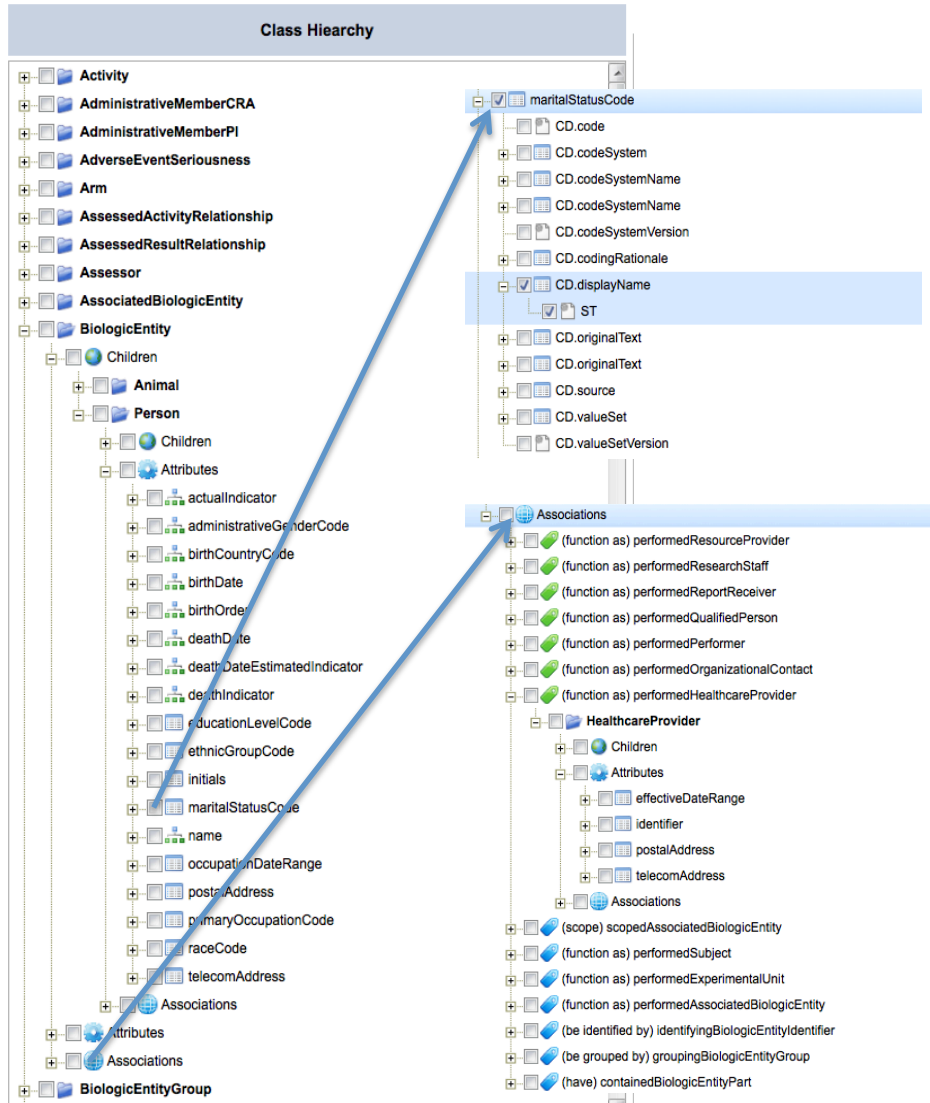 Class Hiearchy
Activity
AdministrativeMemberCRA
AdministrativeMemberPI
AdverseEventSeriousness
Arm
AssessedActivityRelationship
AssessedResultRelationship
Assessor
AssociatedBiologicEntity
BiologicEntity
Children
Animal
Person
Children
Attributes
actualIndicator
administrativeGenderCode
birthCountryCode
birthDate
birthOrder
deathDate
deathDateEstimatedIndicator
deathIndicator
educationLevelCode
ethnicGroupCode
initials
maritalStatusCode
name
occupationDateRange
postalAddress
primaryOccupationCode
raceCode
telecomAddress
Associations
Attributes
Associations
BiologicEntityGroup
maritalStatusCode
CD.code
CD.codeSystem
CD.codeSystemName
CD.codeSystemName
CD.codeSystemVersion
CD.codingRationale
CD.displayName
ST
CD.originalText
CD.originalText
CD.source
CD.valueSet
CD.valueSetVersion
Associations
(function as) performedResourceProvider
(function as) performedResearchStaff
(function as) performedReportReceiver
(function as) performedQualifiedPerson
(function as) performedPerformer
(function as) performedOrganizationalContact
(function as) performedHealthcareProvider
HealthcareProvider
Children
Attributes
effectiveDateRange
identifier
postalAddress
telecomAddress
Associations
(scope) scopedAssociatedBiologicEntity
(function as) performedSubject
(function as) performedExperimentalUnit
(function as) performedAssociatedBiologicEntity
(be identified by) identifyingBiologicEntityIdentifier
(be grouped by) groupingBiologicEntityGroup
(have) containedBiologicEntityPart